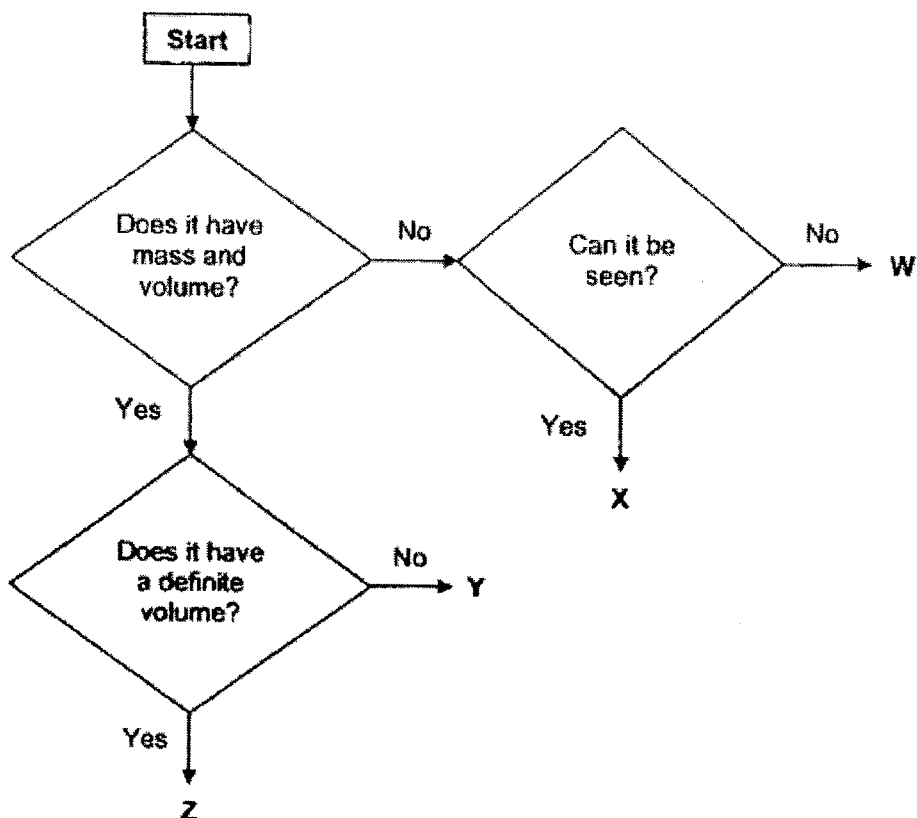 Start
Does it have
mass and
volume?
No
Can it be
seen?
No
W
Yes
Yes
X
Does it have
a definite
volume?
No
Y
Yes
Z